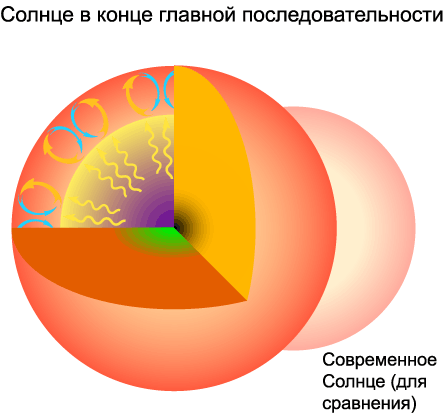 Солнце в конце главной последовательности
Современное
Солнце (для
сравнения)